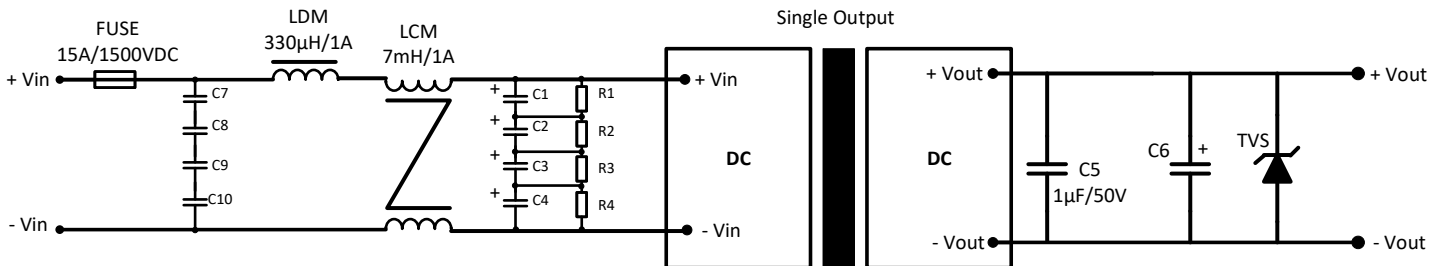 Single Output
FUSE
15A/1500VDC
LDM
330µH/1A
LCM
7mH/1A
+ Vin
- Vin
C7
C8
C9
C10
+ C1
+ C2
+ C3
+ C4
R1
R2
R3
R4
+ Vin
- Vin
DC
DC
+ Vout
- Vout
C5
1µF/50V
C6 +
TVS
+ Vout
- Vout